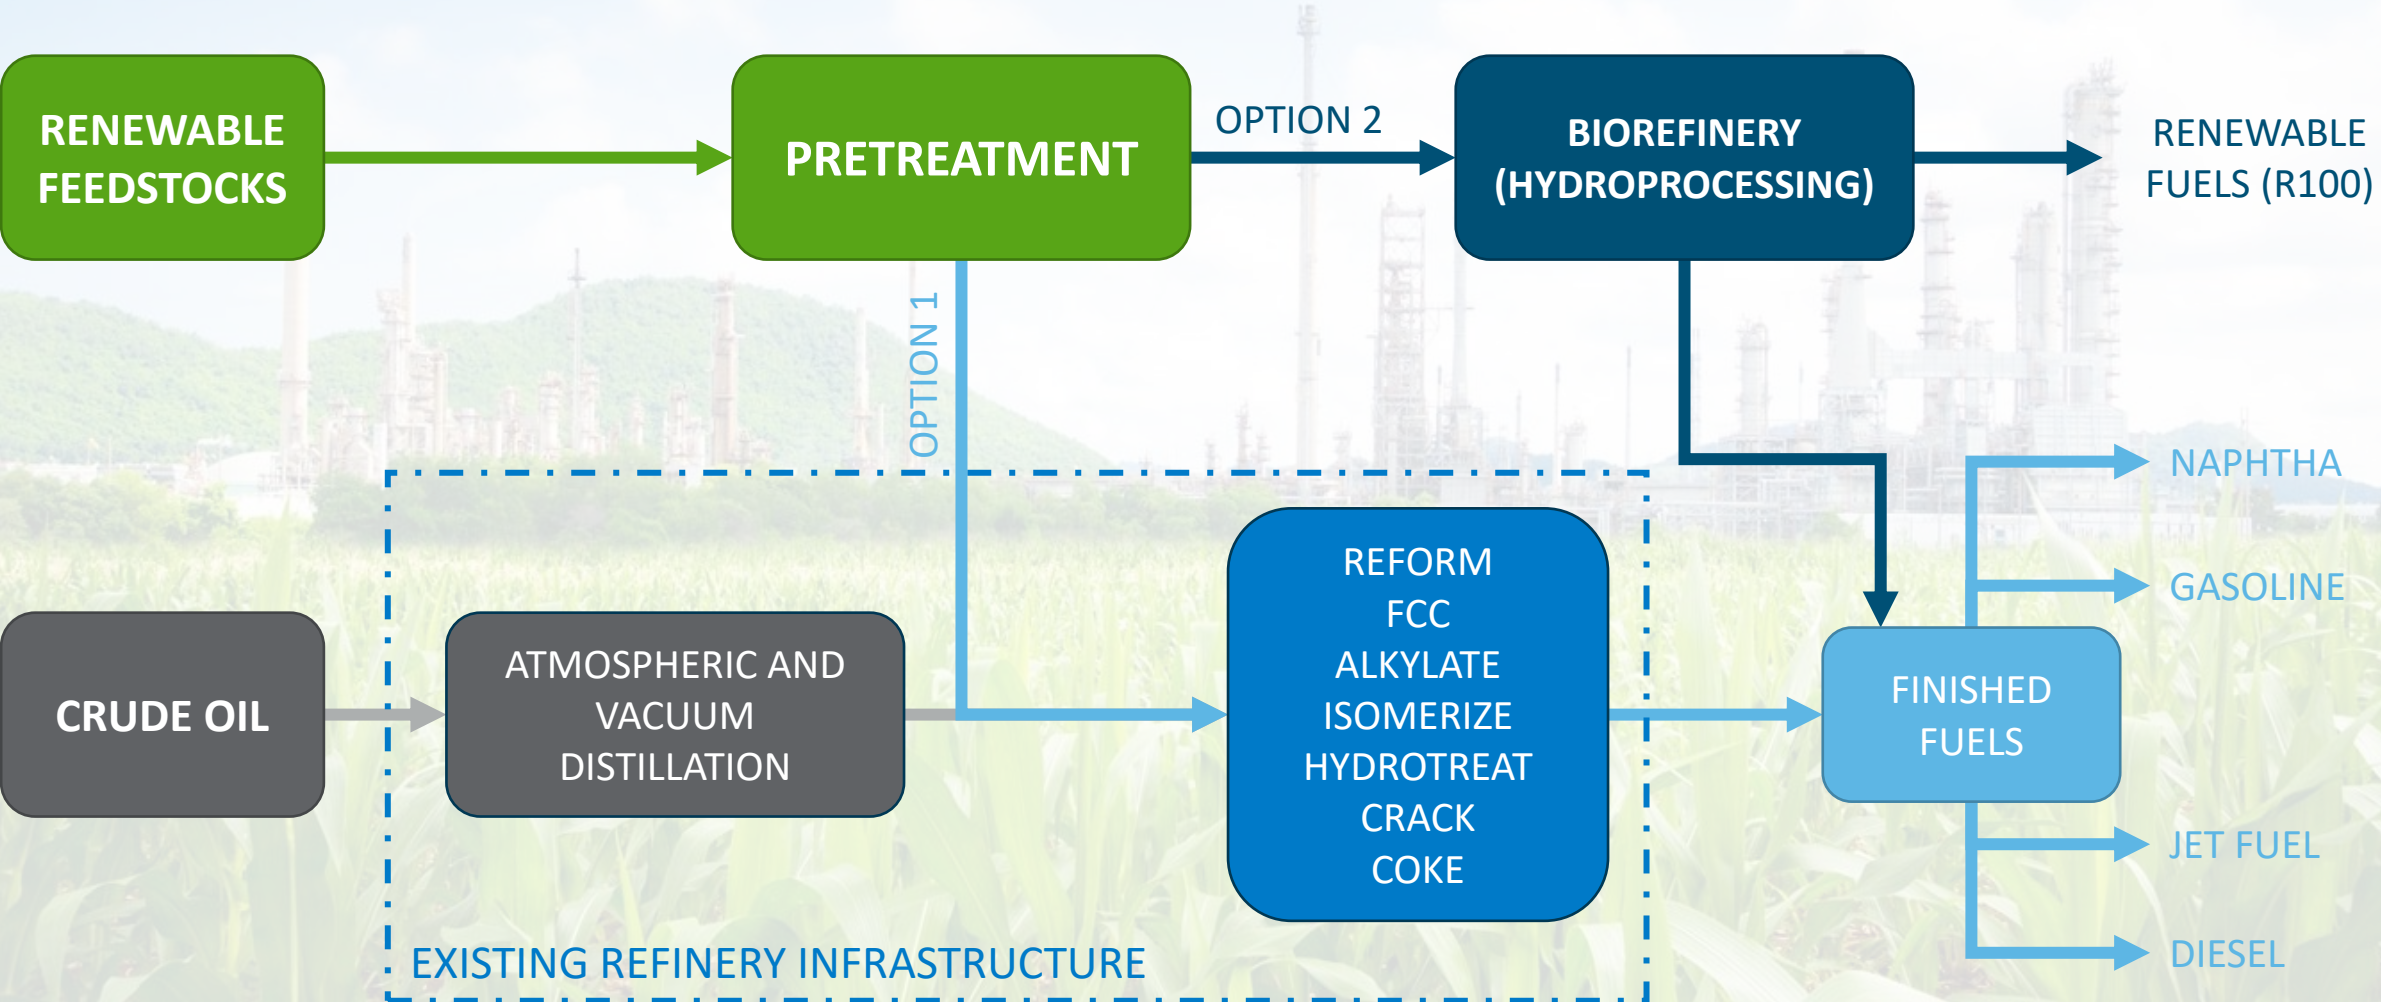 RENEWABLE
FEEDSTOCKS
PRETREATMENT
OPTION 2
BIOREFINERY
(HYDROPROCESSING)
RENEWABLE
FUELS (R100)
OPTION 1
CRUDE OIL
ATMOSPHERIC AND
VACUUM
DISTILLATION
REFORM
FCC
ALKYLATE
ISOMERIZE
HYDROTREAT
CRACK
COKE
FINISHED
FUELS
NAPHTHA
GASOLINE
JET FUEL
DIESEL
EXISTING REFINERY INFRASTRUCTURE